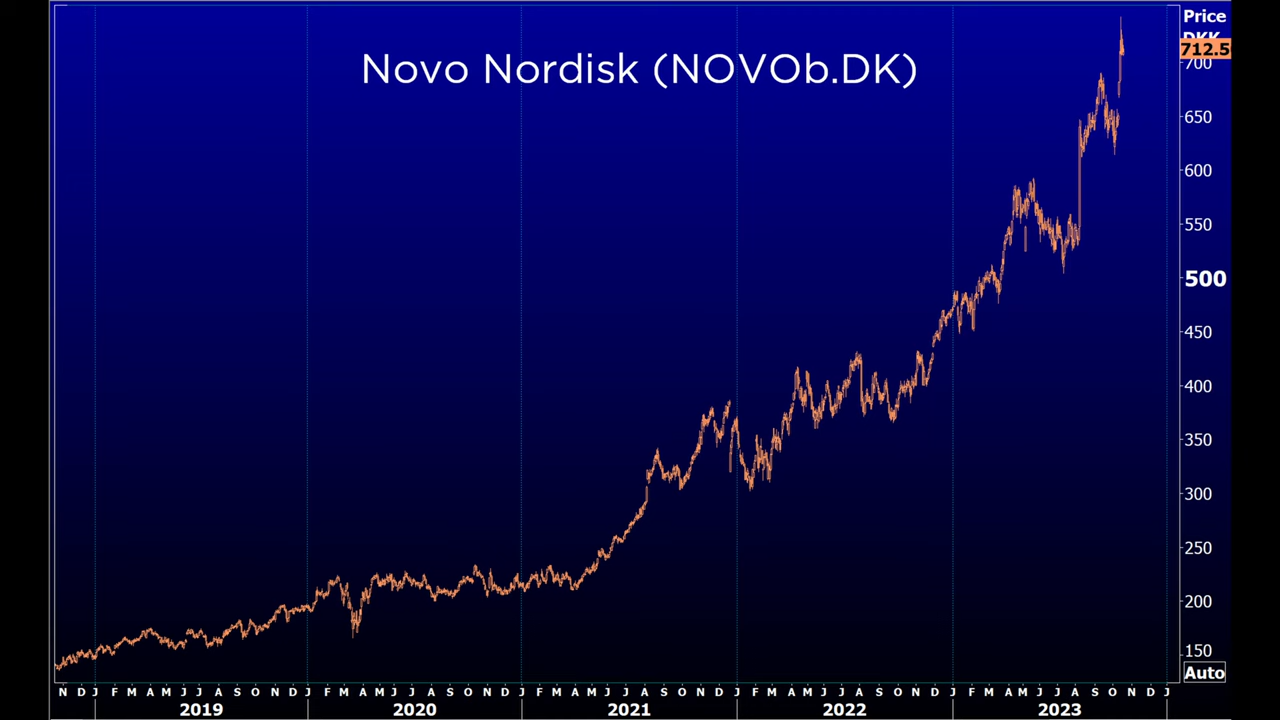 Price
DKK
Novo Nordisk (NOVOb.DK)
712.5
700
650
600
550
500
450
400
350
300
250
200
150
Auto
N D J F M A M J J A S O N D J F M A M J J A S O N D J F M A M J J A S O N D J F M A M J J A S O N D J F M A M J J A S O N D J
2019 2020 2021 2022 2023